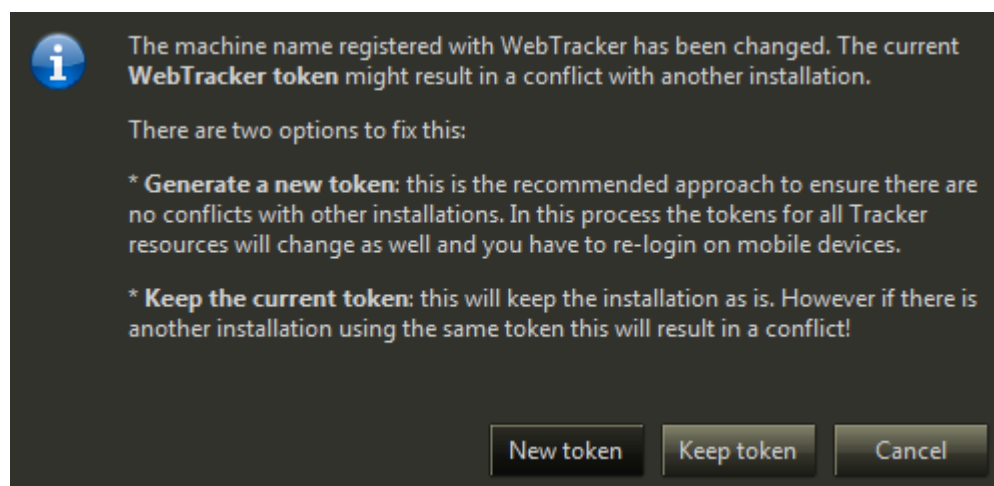 The machine name registered with WebTracker has been changed. The current
WebTracker token might result in a conflict with another installation.
There are two options to fix this:
* Generate a new token: this is the recommended approach to ensure there are
no conflicts with other installations. In this process the tokens for all Tracker
resources will change as well and you have to re-login on mobile devices.
* Keep the current token: this will keep the installation as is. However if there is
another installation using the same token this will result in a conflict!
New token Keep token Cancel